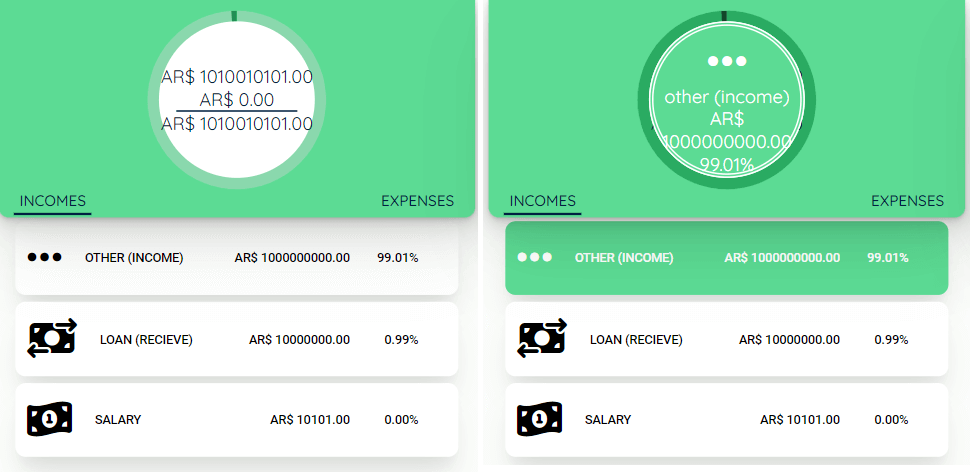 AR$ 1010010101.00
AR$ 0.00
AR$ 1010010101.00
INCOMES EXPENSES
OTHER (INCOME) AR$ 1000000000.00 99.01%
LOAN (RECIEVE) AR$ 10000000.00 0.99%
1 SALARY AR$ 10101.00 0.00%
other (income)
AR$
1000000000.00
99.01%
INCOMES EXPENSES
OTHER (INCOME) AR$ 1000000000.00 99.01%
LOAN (RECIEVE) AR$ 10000000.00 0.99%
1 SALARY AR$ 10101.00 0.00%